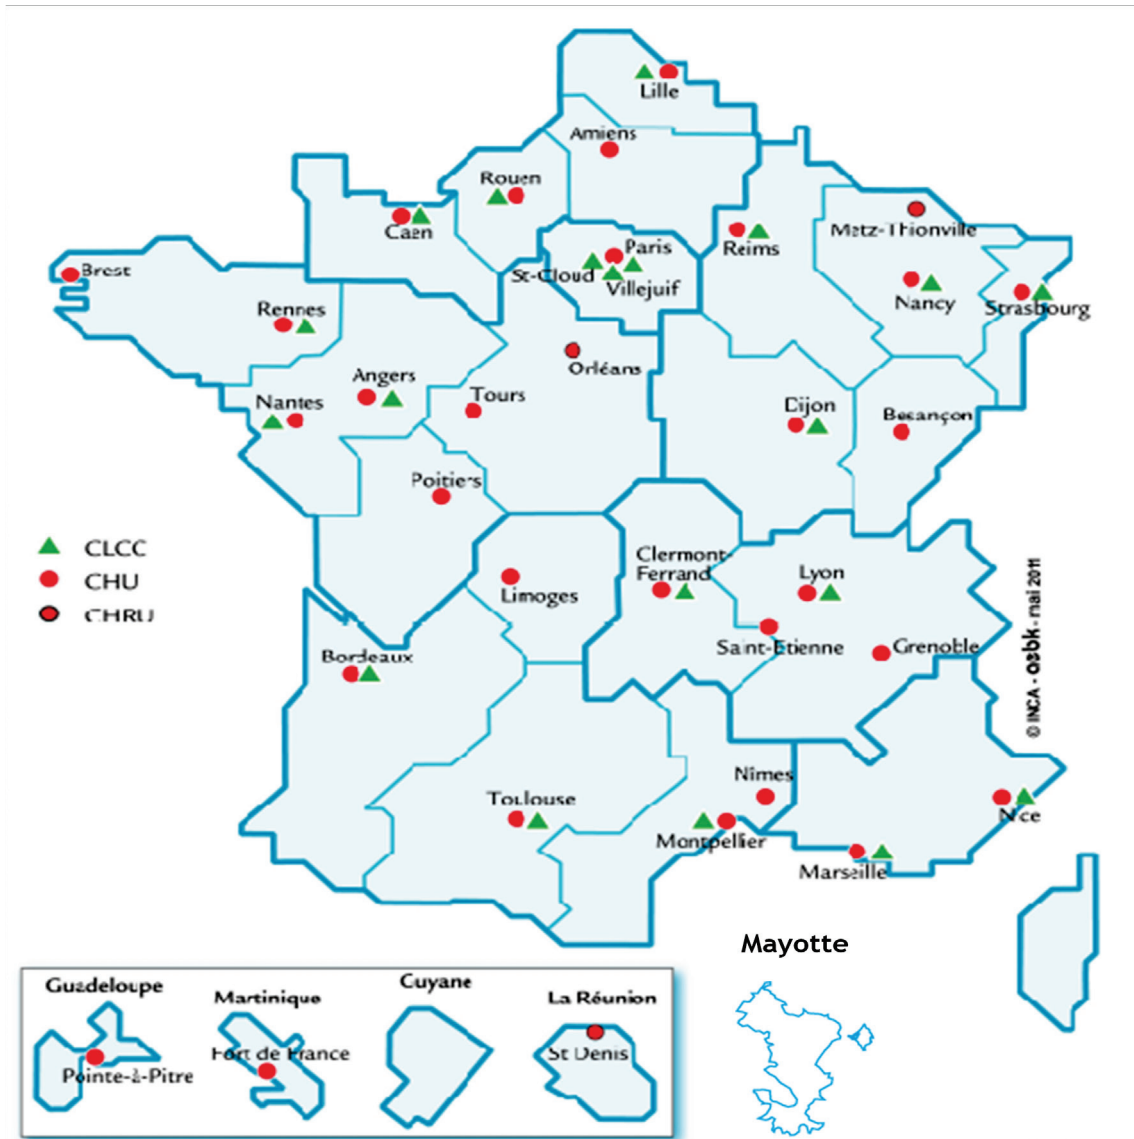 Lille
Amiens
Rouen
Caen
Reims
Metz-Thionville
Paris
St-Cloud
Villejuif
Nancy
Strasbourg
Brest
Rennes
Orléans
Angers
Nantes
Tours
Dijon
Besançon
Poitiers
CLCC
CHU
CHRU
Clermont-
Ferrand
Lyon
Limoges
Saint-Etienne
Grenoble
© INCA - osbk - mai 2011
Bordeaux
Nîmes
Toulouse
Montpellier
Nice
Marseille
Mayotte
Guadeloupe
Martinique
Guyane
La Réunion
Fort de France
St Denis
Pointe-à-Pitre